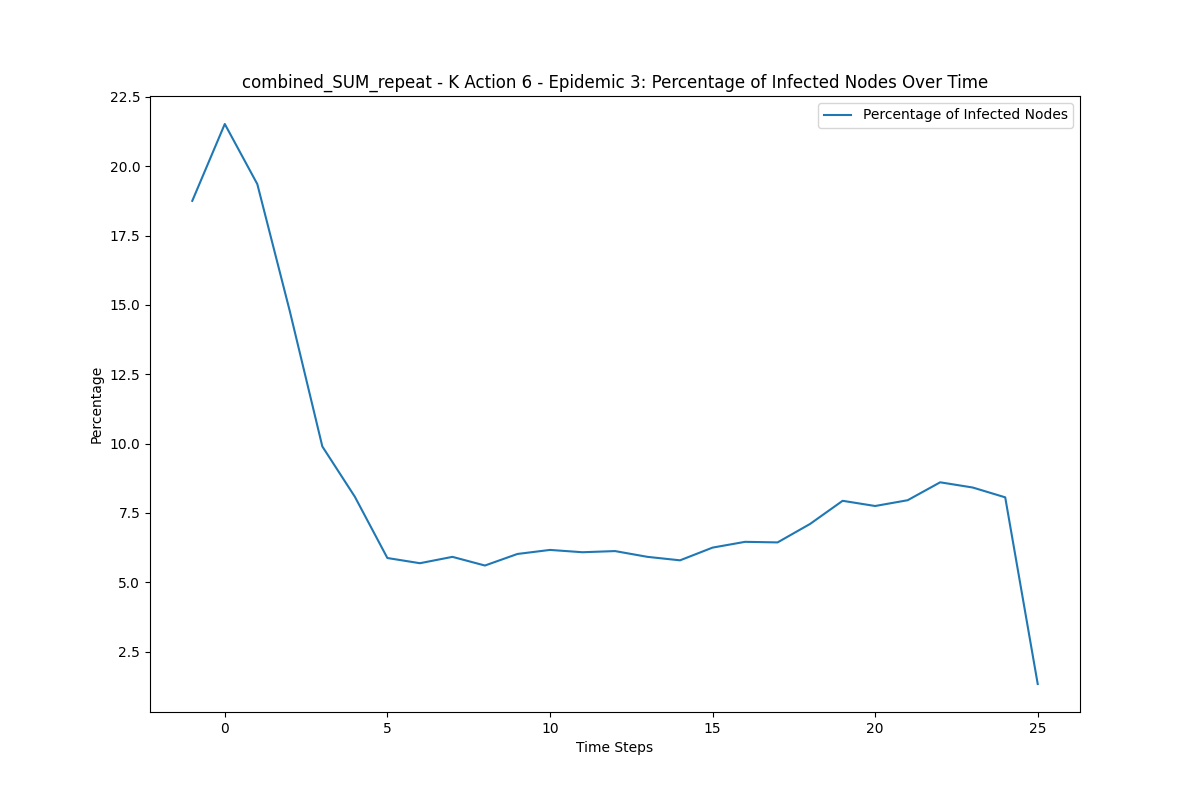 combined_SUM_repeat - K Action 6 - Epidemic 3: Percentage of Infected Nodes Over Time
Percentage of Infected Nodes
22.5
20.0
17.5
15.0
12.5
10.0
7.5
5.0
2.5
Percentage
0 5 10 15 20 25
Time Steps